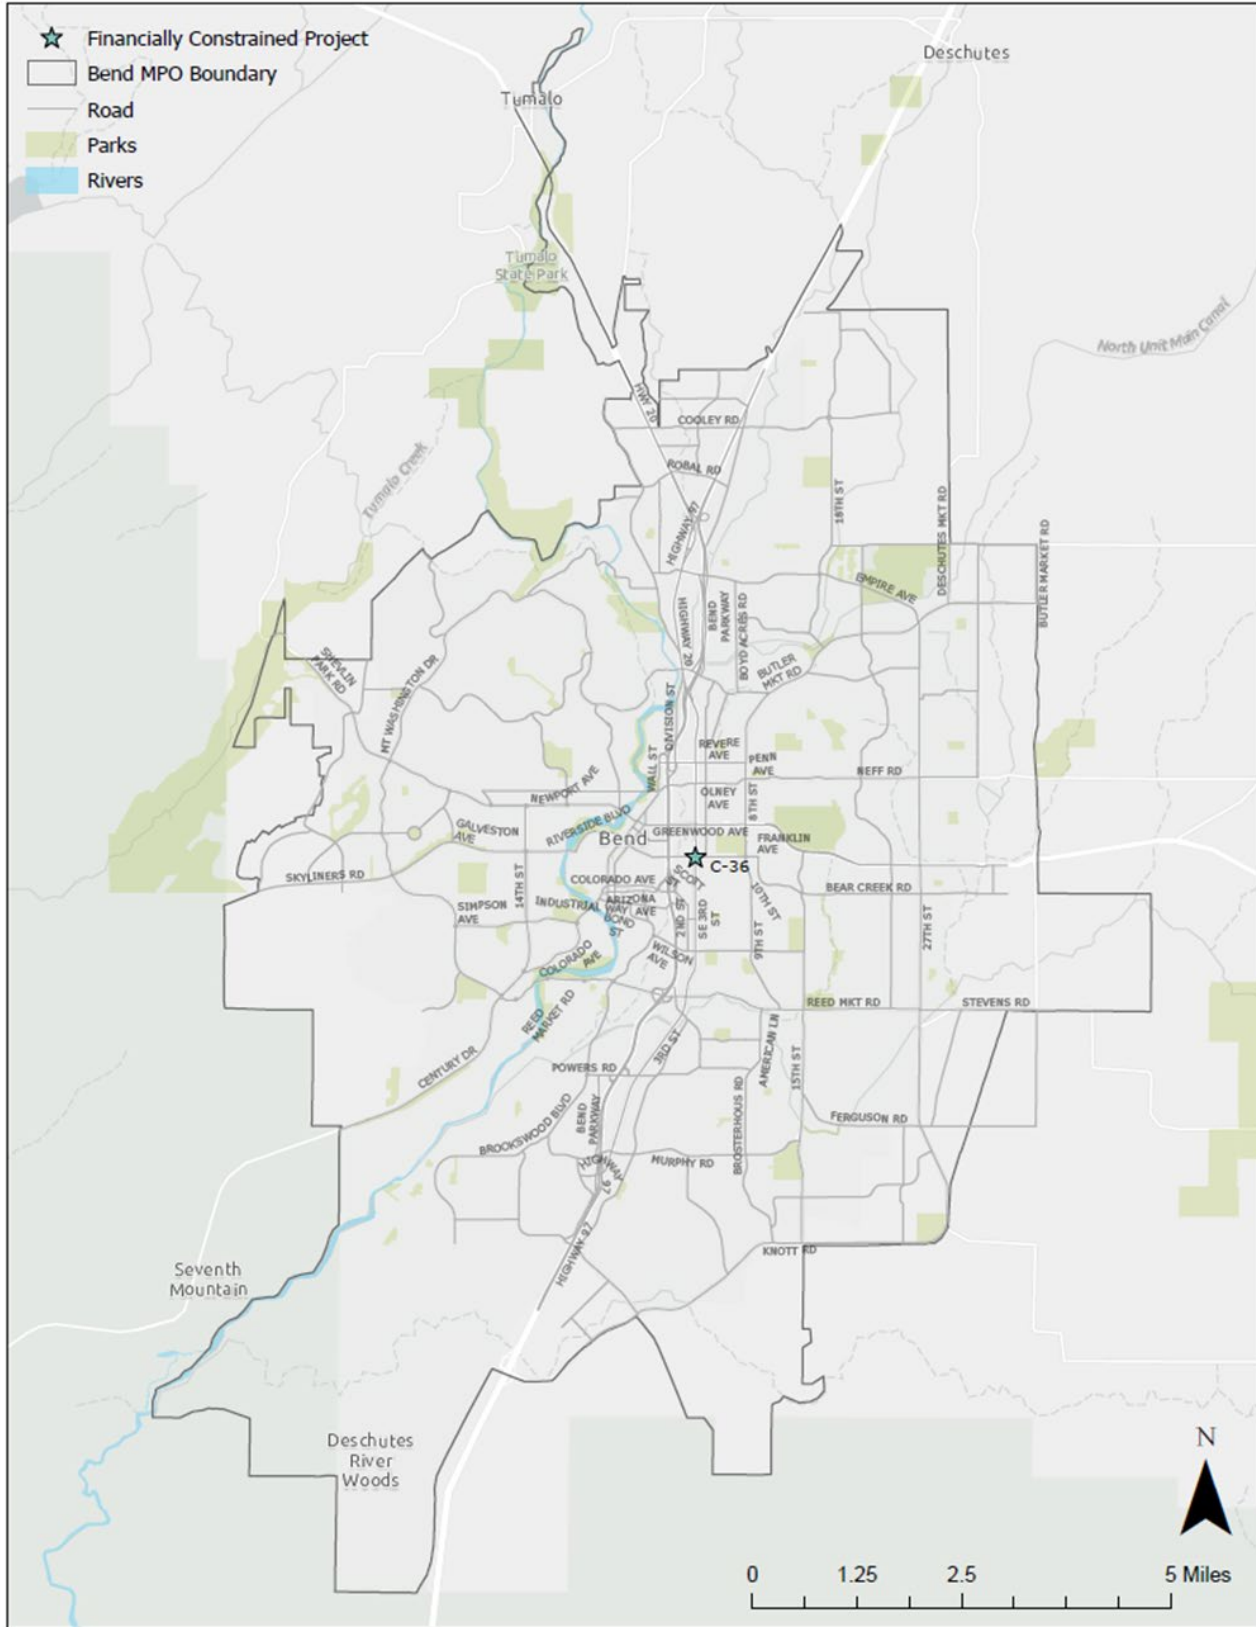 Financially Constrained Project
Bend MPO Boundary
Road
Parks
Rivers
Deschutes
Tumalo
Tumalo
State Park
North Unit Main Canal
HWY 20
COOLEY RD
ROBAL RD
Tumalo Creek
18TH ST
DESCHUTES MKT RD
HIGHWAY 97
BUTLER MARKET RD
EMPIRE AVE
HIGHWAY 20
BEND
PARKWAY
BOYD ACRES RD
BUTLER
MKT RD
SHEVLIN
PARK RD
MT WASHINGTON DR
DIVISION ST
WALL ST
REVERE
AVE
PENN
AVE
NEFF RD
NEWPORT AVE
OLNEY
AVE
8TH ST
GALVESTON
AVE
RIVERSIDE BLVD
Bend
GREENWOOD AVE
FRANKLIN
AVE
C-36
SKYLINERS RD
14TH ST
COLORADO AVE
SCOTT
ST
10TH ST
BEAR CREEK RD
SIMPSON
AVE
INDUSTRIAL
WAY
ARIZONA
AVE
BOND
ST
2ND ST
SE 3RD
ST
9TH ST
27TH ST
COLORADO
AVE
WILSON
AVE
REED
MARKET RD
REED MKT RD
STEVENS RD
CENTURY DR
3RD ST
AMERICAN LN
15TH ST
POWERS RD
BROOKSWOOD BLVD
BEND
PARKWAY
BROSTERHOUS RD
FERGUSON RD
HIGHWAY
97
MURPHY RD
HIGHWAY 97
KNOTT RD
Seventh
Mountain
Deschutes
River
Woods
N
0 1.25 2.5 5 Miles